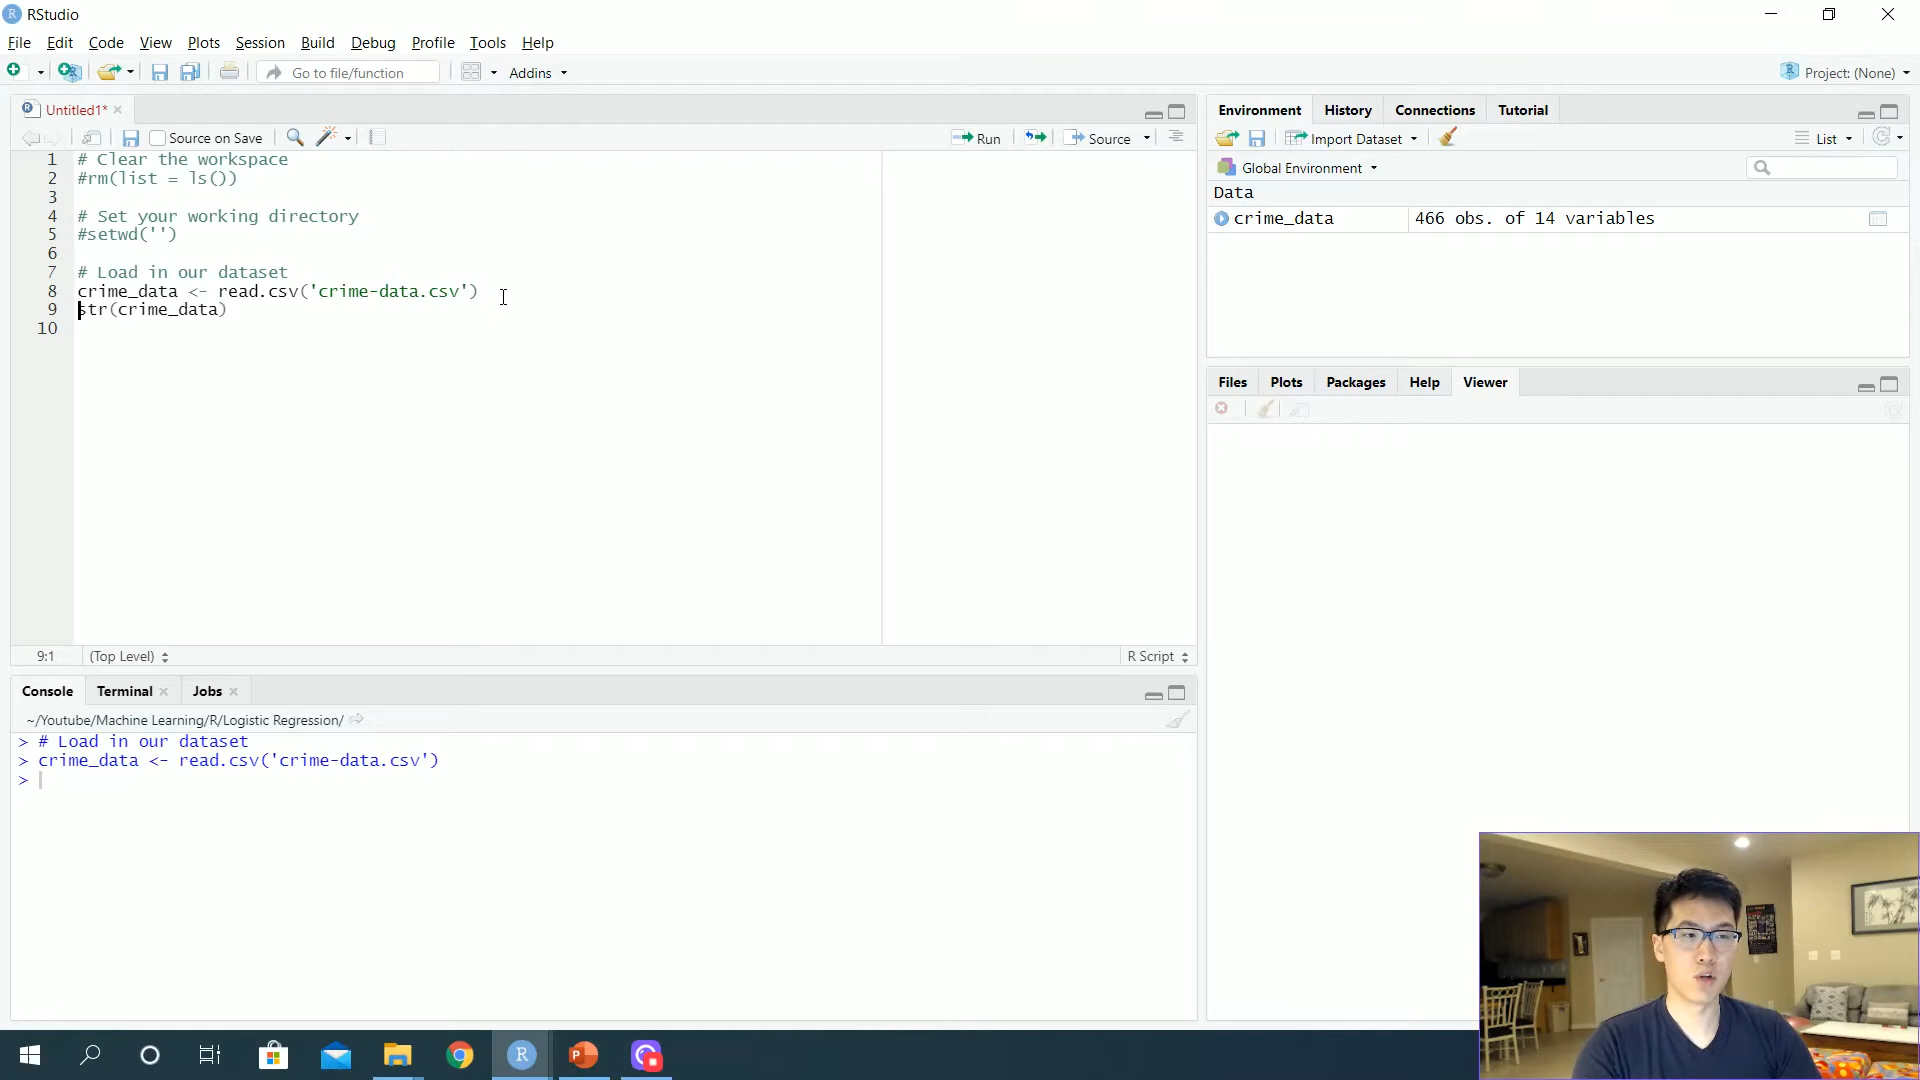 RStudio
File Edit Code View Plots Session Build Debug Profile Tools Help
Go to file/function Addins Project: (None)
Untitled1*
Source on Save Run Source
1 # Clear the workspace
2 #rm(list = ls())
3
4 # Set your working directory
5 #setwd('')
6
7 # Load in our dataset
8 crime_data <- read.csv('crime-data.csv')
9 str(crime_data)
10
9:1 (Top Level) R Script
Console Terminal Jobs
~/Youtube/Machine Learning/R/Logistic Regression/
> # Load in our dataset
> crime_data <- read.csv('crime-data.csv')
>
Environment History Connections Tutorial
Import Dataset List
Global Environment
Data
crime_data 466 obs. of 14 variables
Files Plots Packages Help Viewer